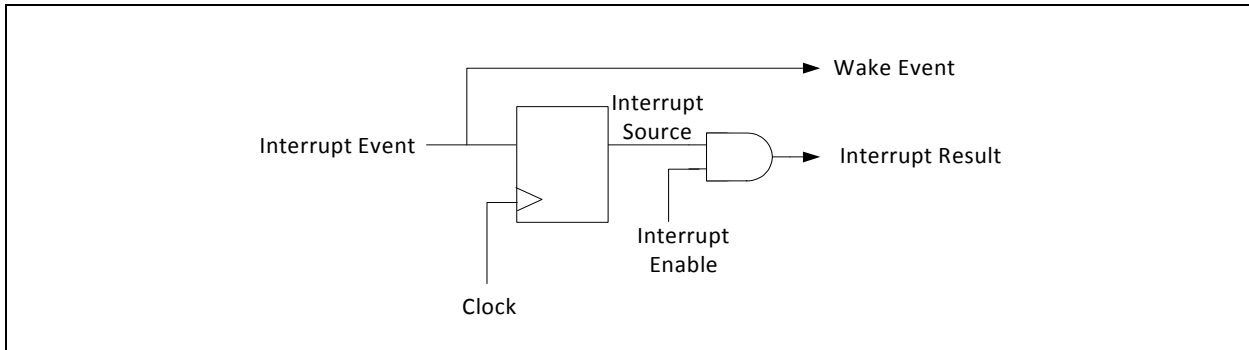 Wake Event
Interrupt
Source
Interrupt Event
Interrupt Result
Interrupt
Enable
Clock